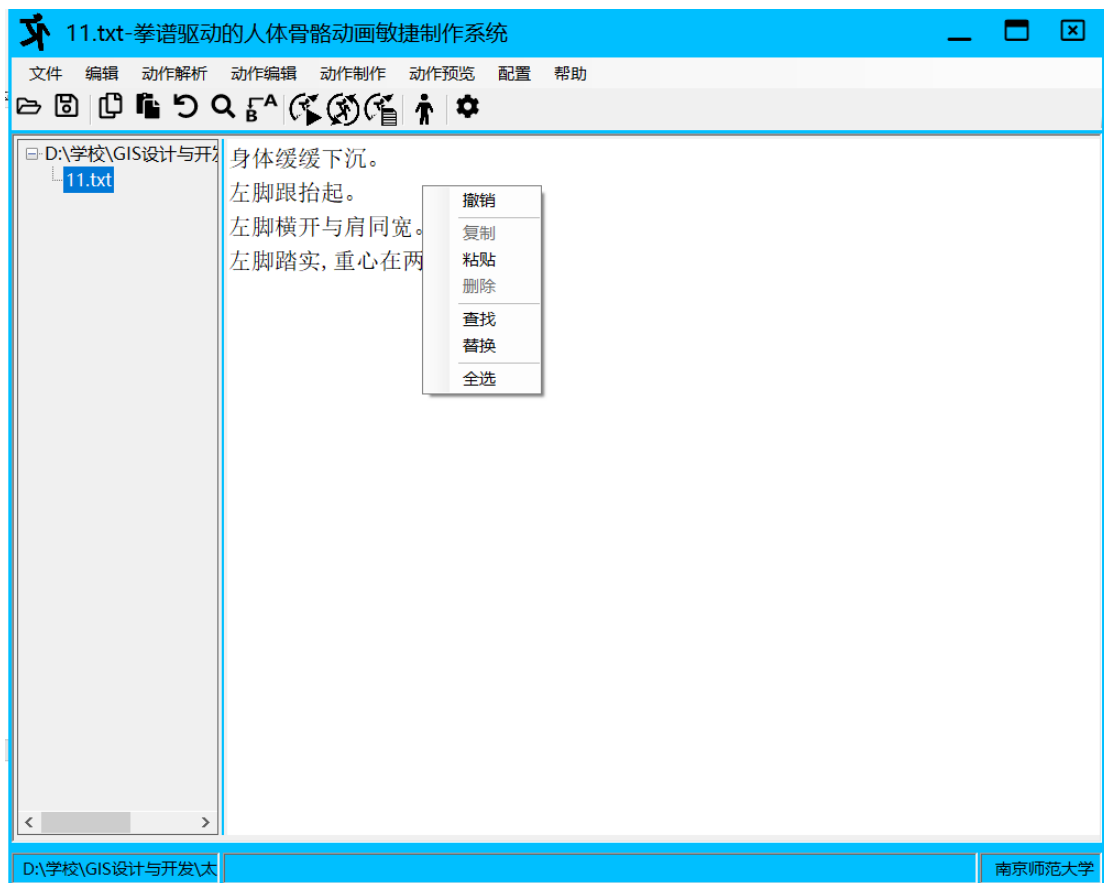 11.txt-拳谱驱动的人体骨骼动画敏捷制作系统
文件 编辑 动作解析 动作编辑 动作制作 动作预览 配置 帮助
D:\学校\GIS设计与开发
11.txt
身体缓缓下沉。
左脚跟抬起。
左脚横开与肩同宽。
左脚踏实,重心在两
撤销
复制
粘贴
删除
查找
替换
全选
D:\学校\GIS设计与开发\太
南京师范大学